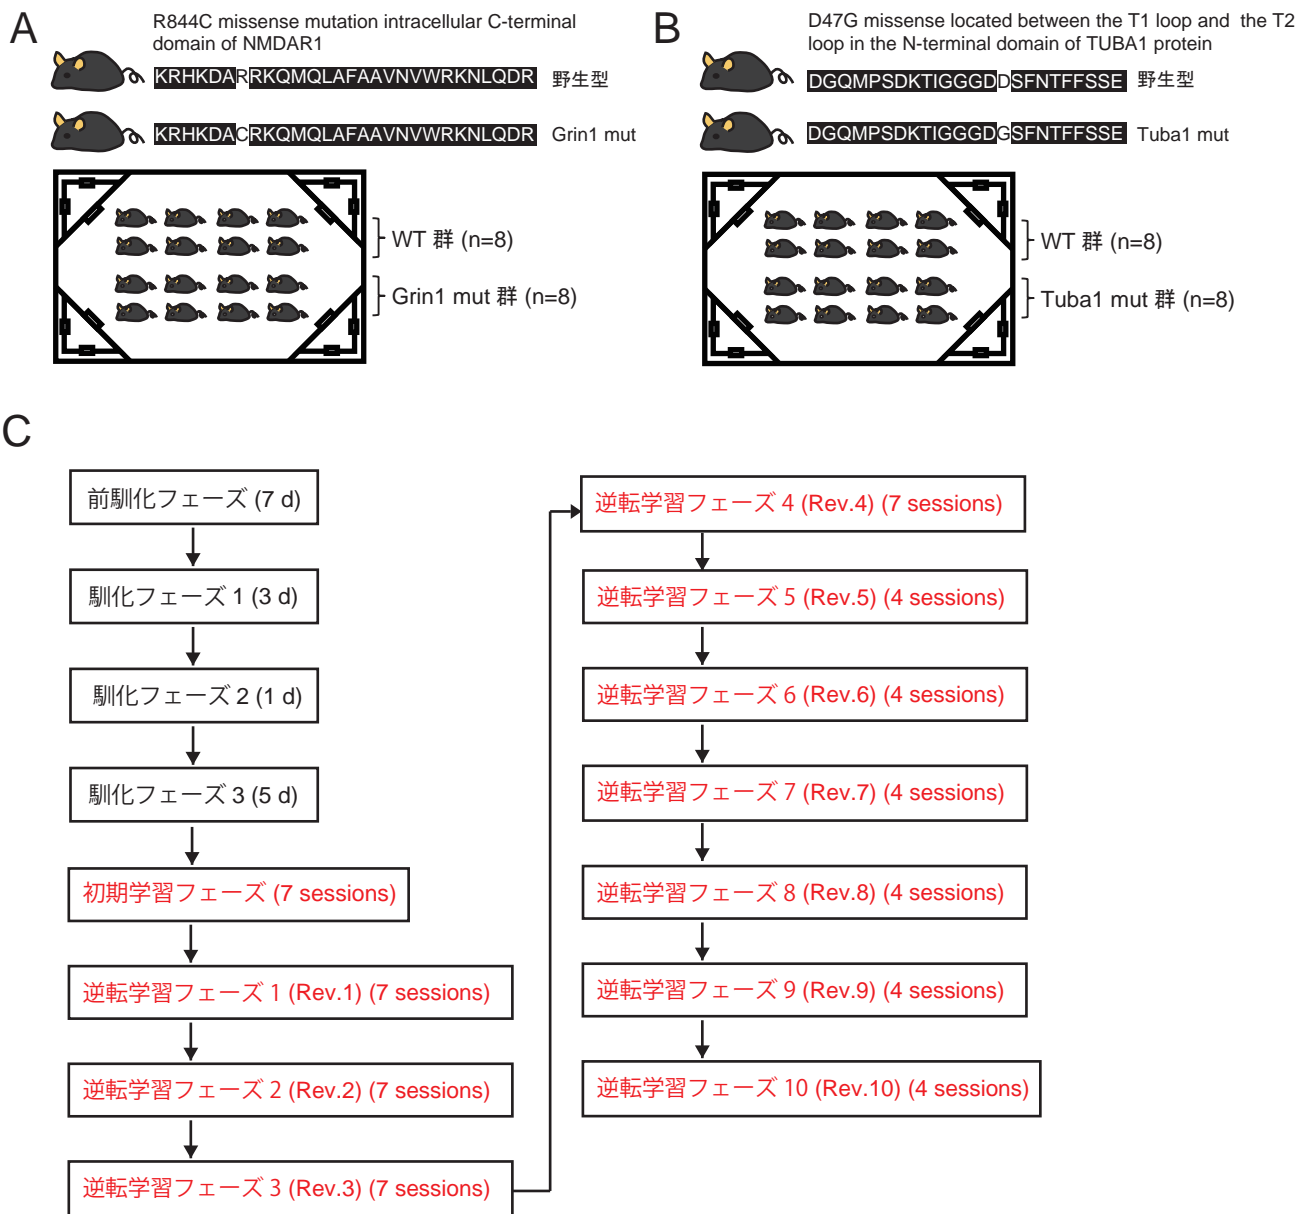 A
R844C missense mutation intracellular C-terminal
domain of NMDAR1
KRHKDARRKQMQLAFAAVNVWRKNLQDR 野生型
KRHKDACRKQMQLAFAAVNVWRKNLQDR Grin1 mut
WT 群 (n=8)
Grin1 mut 群 (n=8)
B
D47G missense located between the T1 loop and the T2
loop in the N-terminal domain of TUBA1 protein
DGQMPSDKTIGGGDDSFNTFFSSE 野生型
DGQMPSDKTIGGGDGSFNTFFSSE Tuba1 mut
WT 群 (n=8)
Tuba1 mut 群 (n=8)
C
前馴化フェーズ (7 d)
馴化フェーズ 1 (3 d)
馴化フェーズ 2 (1 d)
馴化フェーズ 3 (5 d)
初期学習フェーズ (7 sessions)
逆転学習フェーズ 1 (Rev.1) (7 sessions)
逆転学習フェーズ 2 (Rev.2) (7 sessions)
逆転学習フェーズ 3 (Rev.3) (7 sessions)
逆転学習フェーズ 4 (Rev.4) (7 sessions)
逆転学習フェーズ 5 (Rev.5) (4 sessions)
逆転学習フェーズ 6 (Rev.6) (4 sessions)
逆転学習フェーズ 7 (Rev.7) (4 sessions)
逆転学習フェーズ 8 (Rev.8) (4 sessions)
逆転学習フェーズ 9 (Rev.9) (4 sessions)
逆転学習フェーズ 10 (Rev.10) (4 sessions)